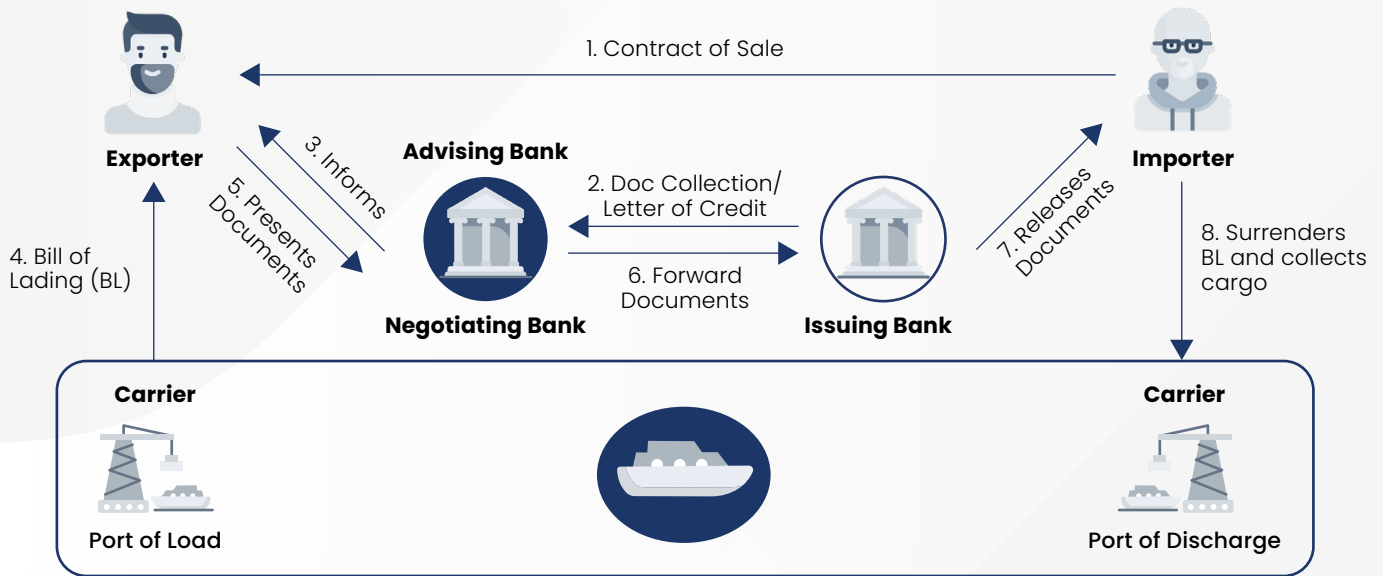 1. Contract of Sale
Exporter
Importer
3. Informs
Advising Bank
5. Presents
Documents
2. Doc Collection/
Letter of Credit
7. Releases
Documents
4. Bill of
Lading (BL)
6. Forward
Documents
8. Surrenders
BL and collects
cargo
Negotiating Bank
Issuing Bank
Carrier
Carrier
Port of Load
Port of Discharge